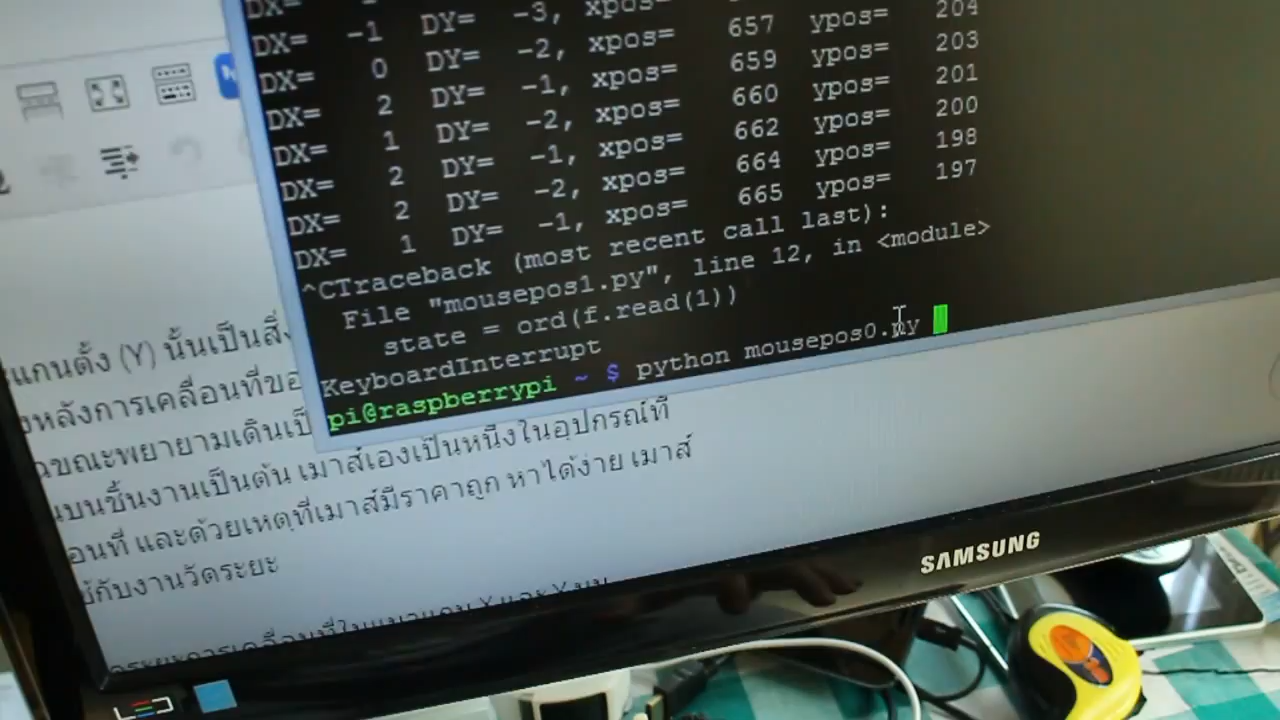 DX=
DX= -1 DY= -3, xpos= 204
DX= 0 DY= -2, xpos= 657 ypos= 203
DX= 2 DY= -1, xpos= 659 ypos= 201
DX= 1 DY= -2, xpos= 660 ypos= 200
DX= 2 DY= -1, xpos= 662 ypos= 198
DX= 2 DY= -2, xpos= 664 ypos= 197
DX= 1 DY= -1, xpos= 665 ypos=
^CTraceback (most recent call last):
File "mousepos1.py", line 12, in <module>
state = ord(f.read(1))
KeyboardInterrupt
pi@raspberrypi ~ $ python mousepos0.py
แกนตั้ง (Y) นั้นเป็นสิ่
งหลังการเคลื่อนที่ขอ
วขณะพยายามเดินเป็
นบนชิ้นงานเป็นต้น เมาส์เองเป็นหนึ่งในอุปกรณ์ที่
อนที่ และด้วยเหตุที่เมาส์มีราคาถูก หาได้ง่าย เมาส์
ช้กับงานวัดระยะ
SAMSUNG